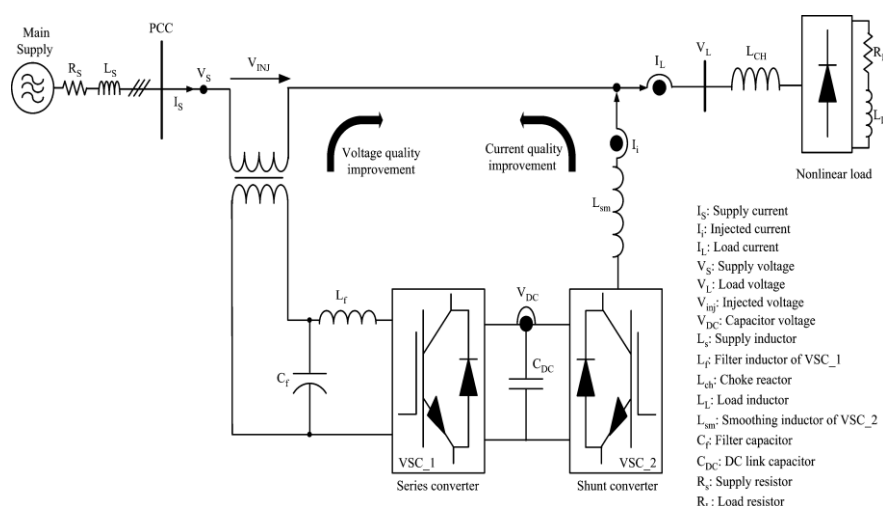 Main
Supply
PCC
R_S
L_S
I_S
V_S
V_INJ
I_L
V_L
L_CH
Nonlinear load
Voltage quality
improvement
Current quality
improvement
I_i
L_sm
L_f
C_f
VSC_1
Series converter
V_DC
C_DC
VSC_2
Shunt converter
I_S: Supply current
I_i: Injected current
I_L: Load current
V_S: Supply voltage
V_L: Load voltage
V_inj: Injected voltage
V_DC: Capacitor voltage
L_s: Supply inductor
L_f: Filter inductor of VSC_1
L_ch: Choke reactor
L_L: Load inductor
L_sm: Smoothing inductor of VSC_2
C_f: Filter capacitor
C_DC: DC link capacitor
R_s: Supply resistor
Load resistor